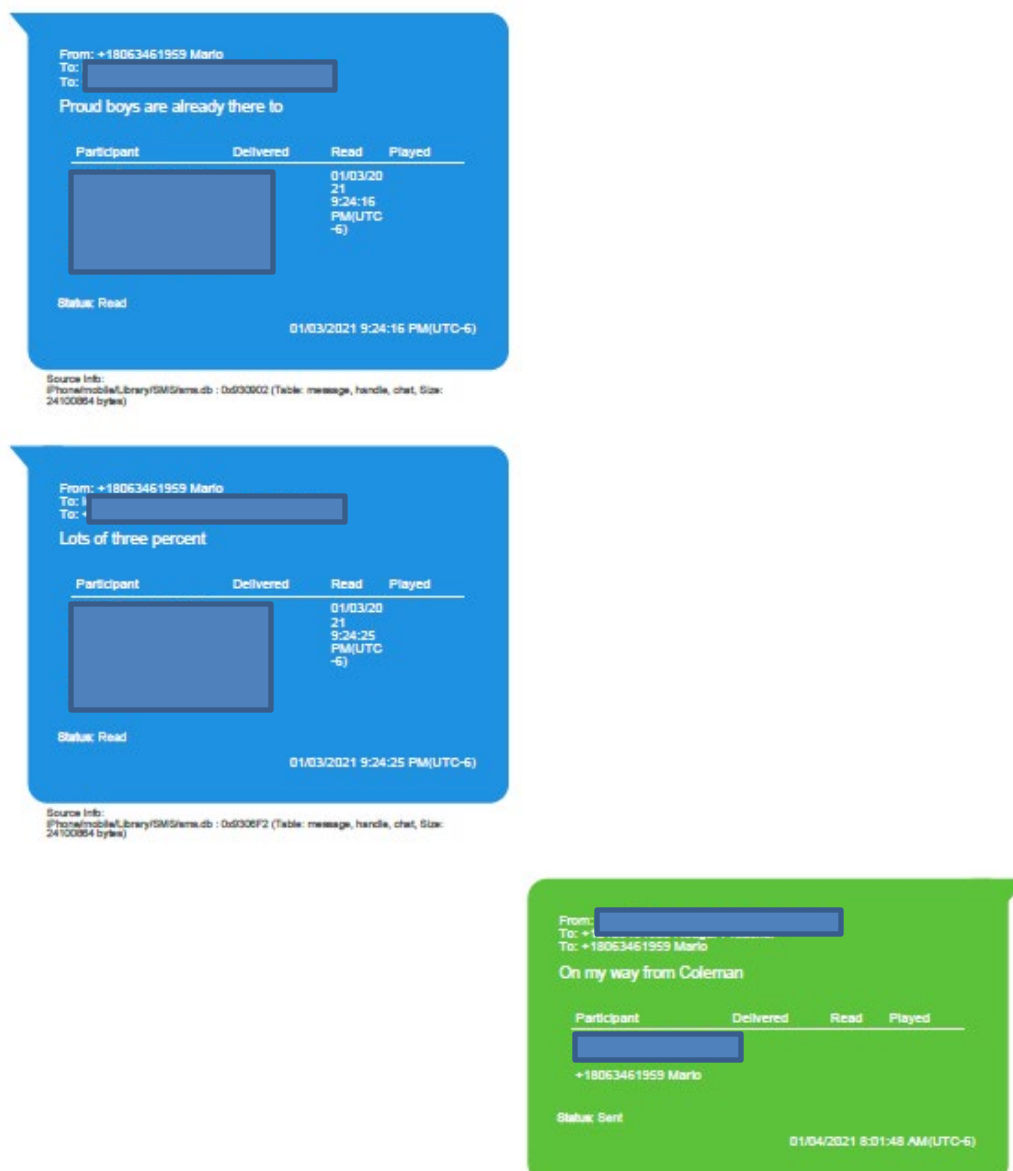 From: +18063461959 Mario
To:
To:
Proud boys are already there to
Participant Delivered Read Played
01/03/20
21
9:24:16
PM(UTC
-6)
Status: Read
01/03/2021 9:24:16 PM(UTC-6)
Source Info:
iPhone/mobile/Library/SMS/sms.db : 0x930902 (Table: message, handle, chat, Size:
24100864 bytes)
From: +18063461959 Mario
To:
To: +
Lots of three percent
Participant Delivered Read Played
01/03/20
21
9:24:25
PM(UTC
-6)
Status: Read
01/03/2021 9:24:25 PM(UTC-6)
Source Info:
iPhone/mobile/Library/SMS/sms.db : 0x9306F2 (Table: message, handle, chat, Size:
24100864 bytes)
From:
To: +1
To: +18063461959 Mario
On my way from Coleman
Participant Delivered Read Played
+18063461959 Mario
Status: Sent
01/04/2021 8:01:48 AM(UTC-6)